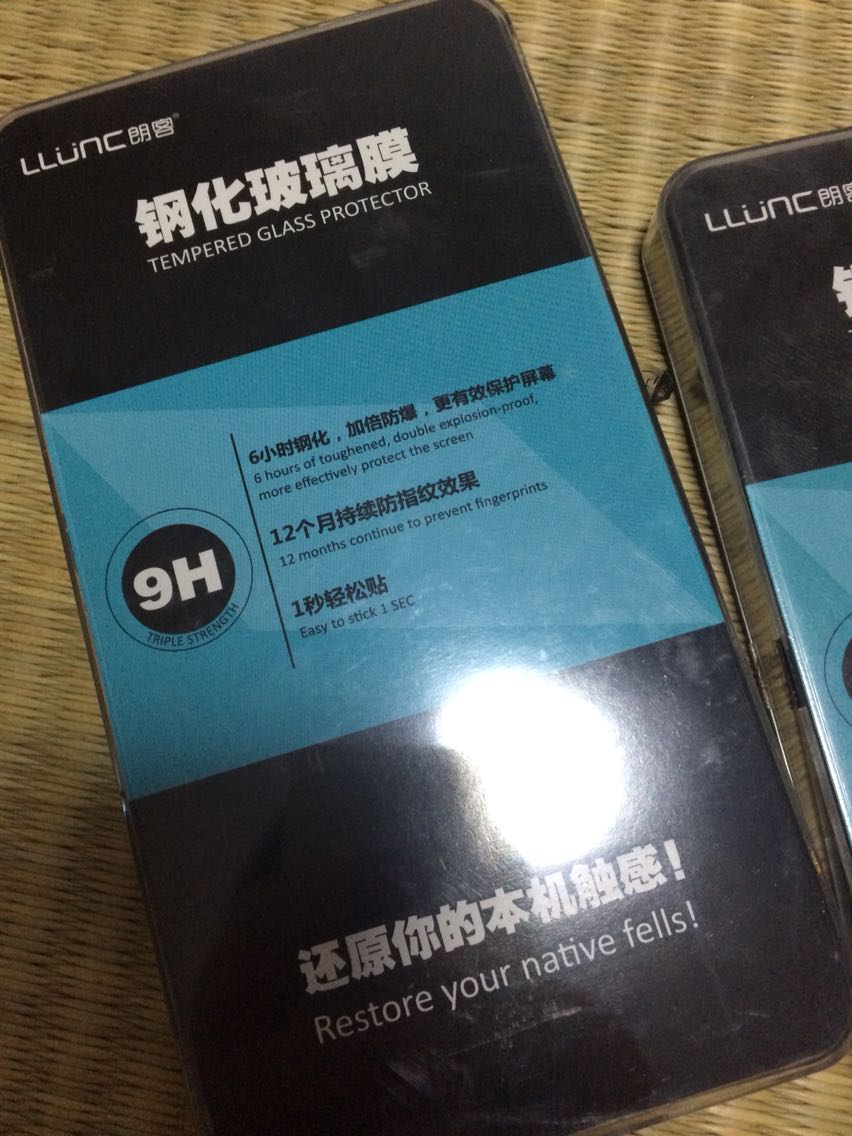 LLÜNC朗客®
钢化玻璃膜
TEMPERED GLASS PROTECTOR
6小时钢化，加倍防爆，更有效保护屏幕
6 hours of toughened, double explosion-proof,
more effectively protect the screen
12个月持续防指纹效果
12 months continue to prevent fingerprints
1秒轻松贴
Easy to stick 1 SEC
9H
TRIPLE STRENGTH
还原你的本机触感！
Restore your native fells!
LLÜNC朗客